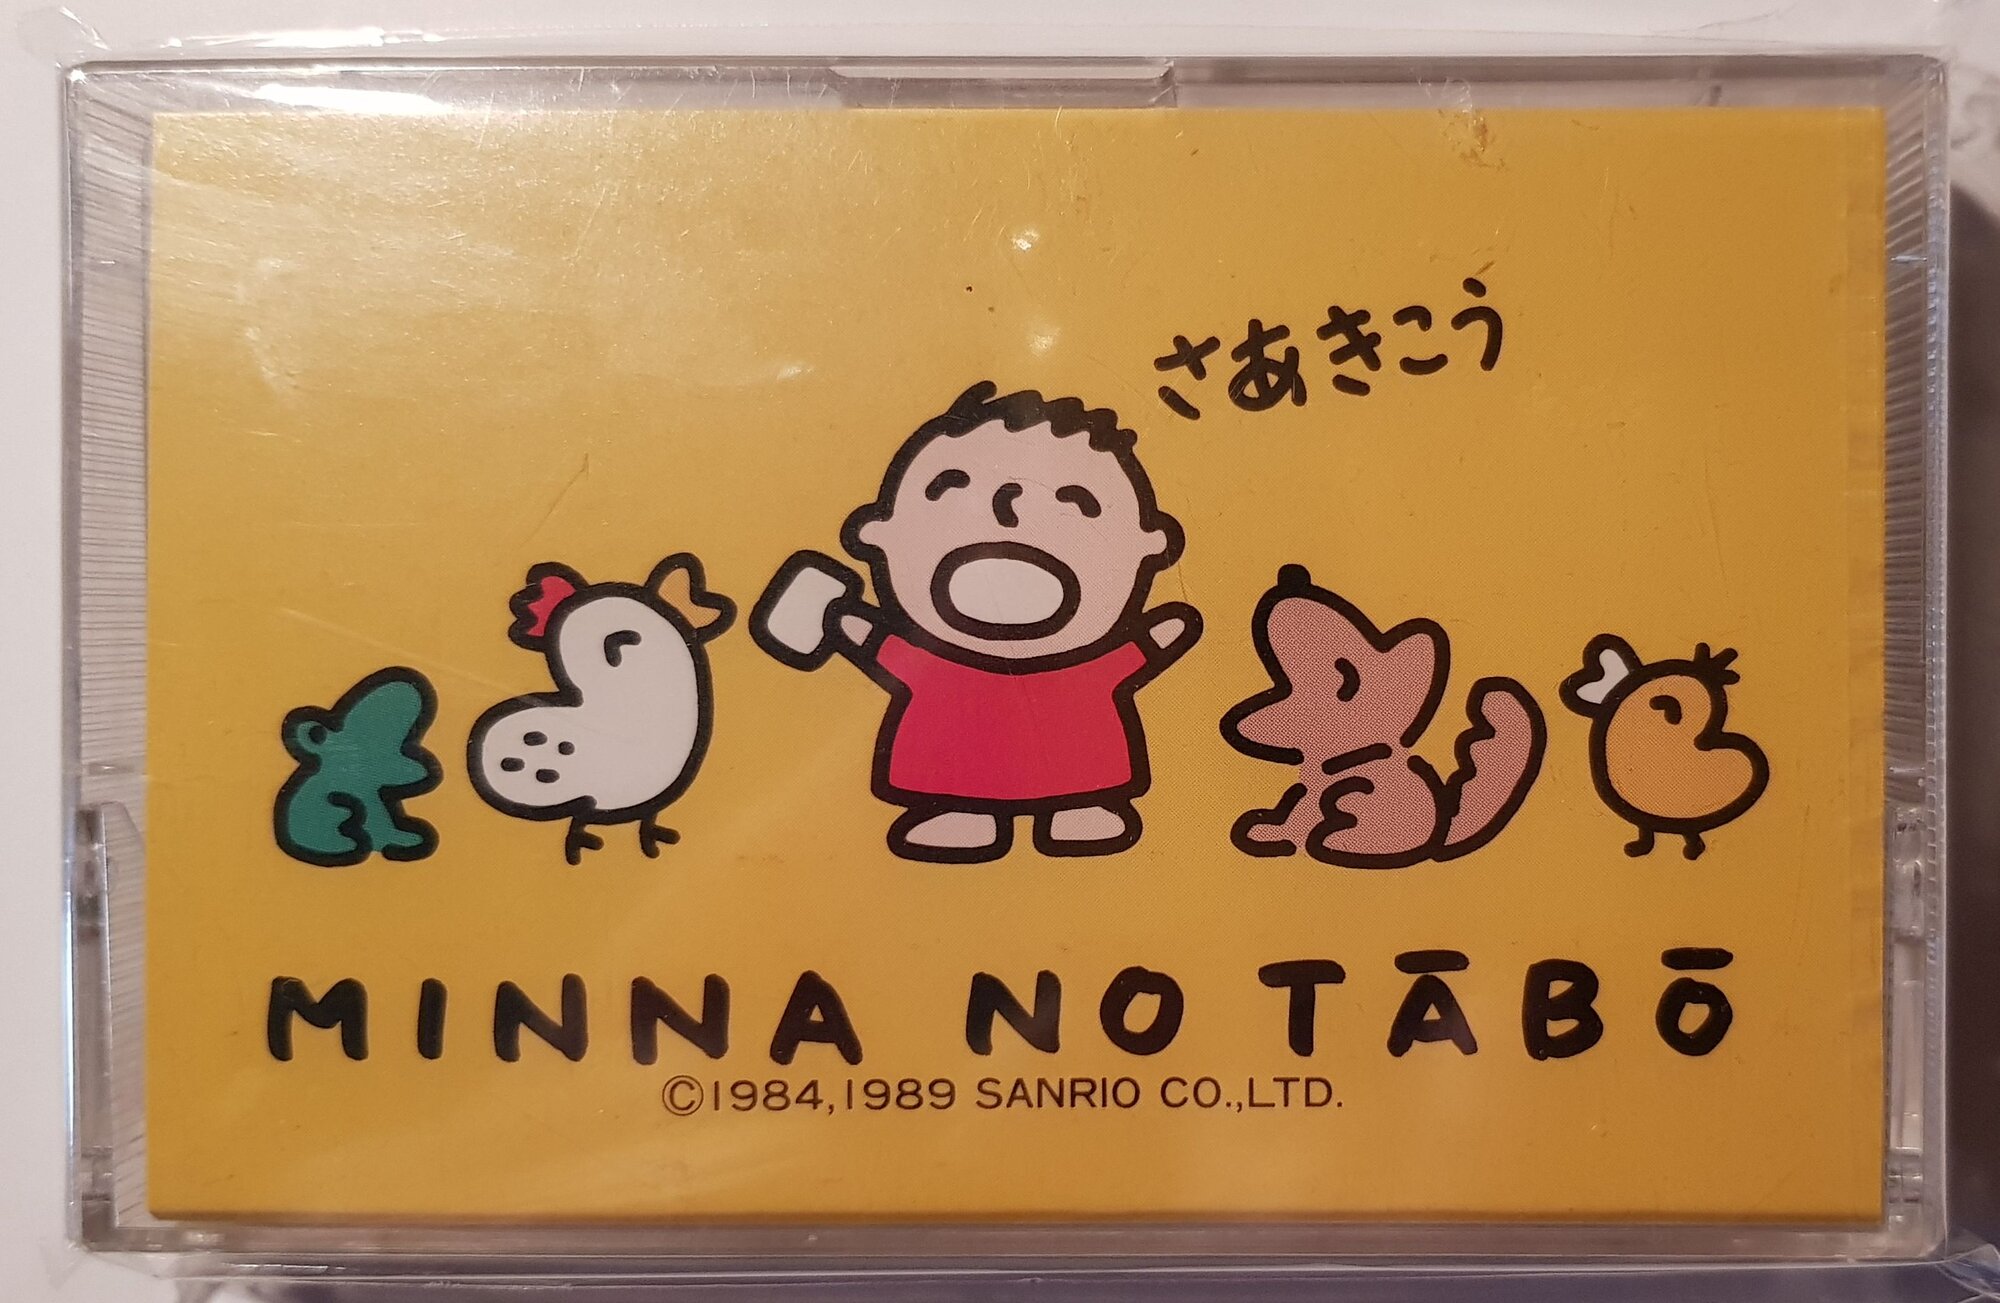 さあきこう
MINNA NO TĀBŌ
©1984,1989 SANRIO CO.,LTD.